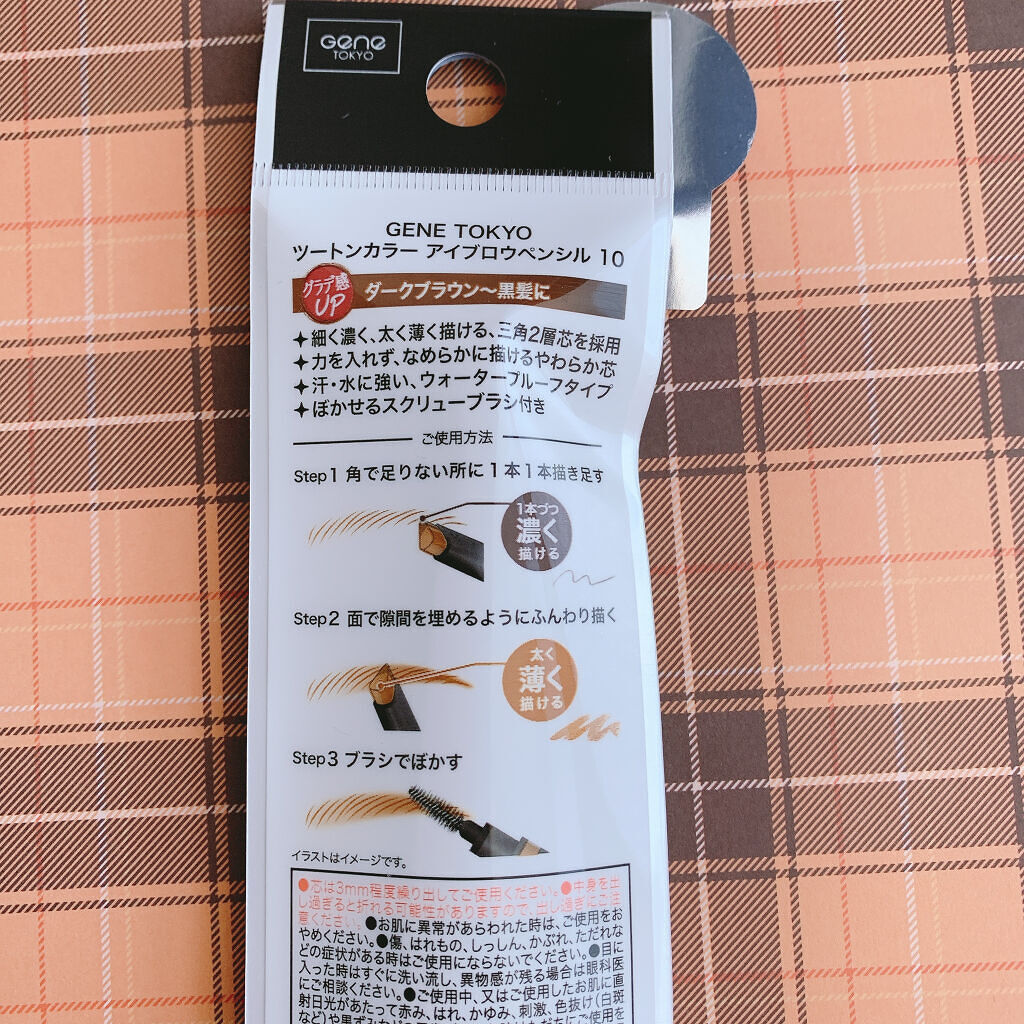 GENE
TOKYO
GENE TOKYO
ツートンカラー アイブロウペンシル 10
グラデ感
UP
ダークブラウン〜黒髪に
✦細く濃く、太く薄く描ける、三角2層芯を採用
✦力を入れず、なめらかに描けるやわらか芯
✦汗・水に強い、ウォータープルーフタイプ
✦ぼかせるスクリューブラシ付き
ご使用方法
Step1 角で足りない所に1本1本描き足す
1本づつ
濃く
描ける
Step2 面で隙間を埋めるようにふんわり描く
太く
薄く
描ける
Step3 ブラシでぼかす
イラストはイメージです。
●芯は3mm程度繰り出してご使用ください。●中身を出
し過ぎると折れる可能性がありますので、出し過ぎにご注
意ください。●お肌に異常があらわれた時は、ご使用をお
やめください。●傷、はれもの、しっしん、かぶれ、ただれな
どの症状がある時はご使用にならないでください。●目に
入った時はすぐに洗い流し、異物感が残る場合は眼科医
にご相談ください。●ご使用中、又はご使用したお肌に直
射日光があたって赤み、はれ、かゆみ、刺激、色抜け(白斑
など)や黒ずみなどの